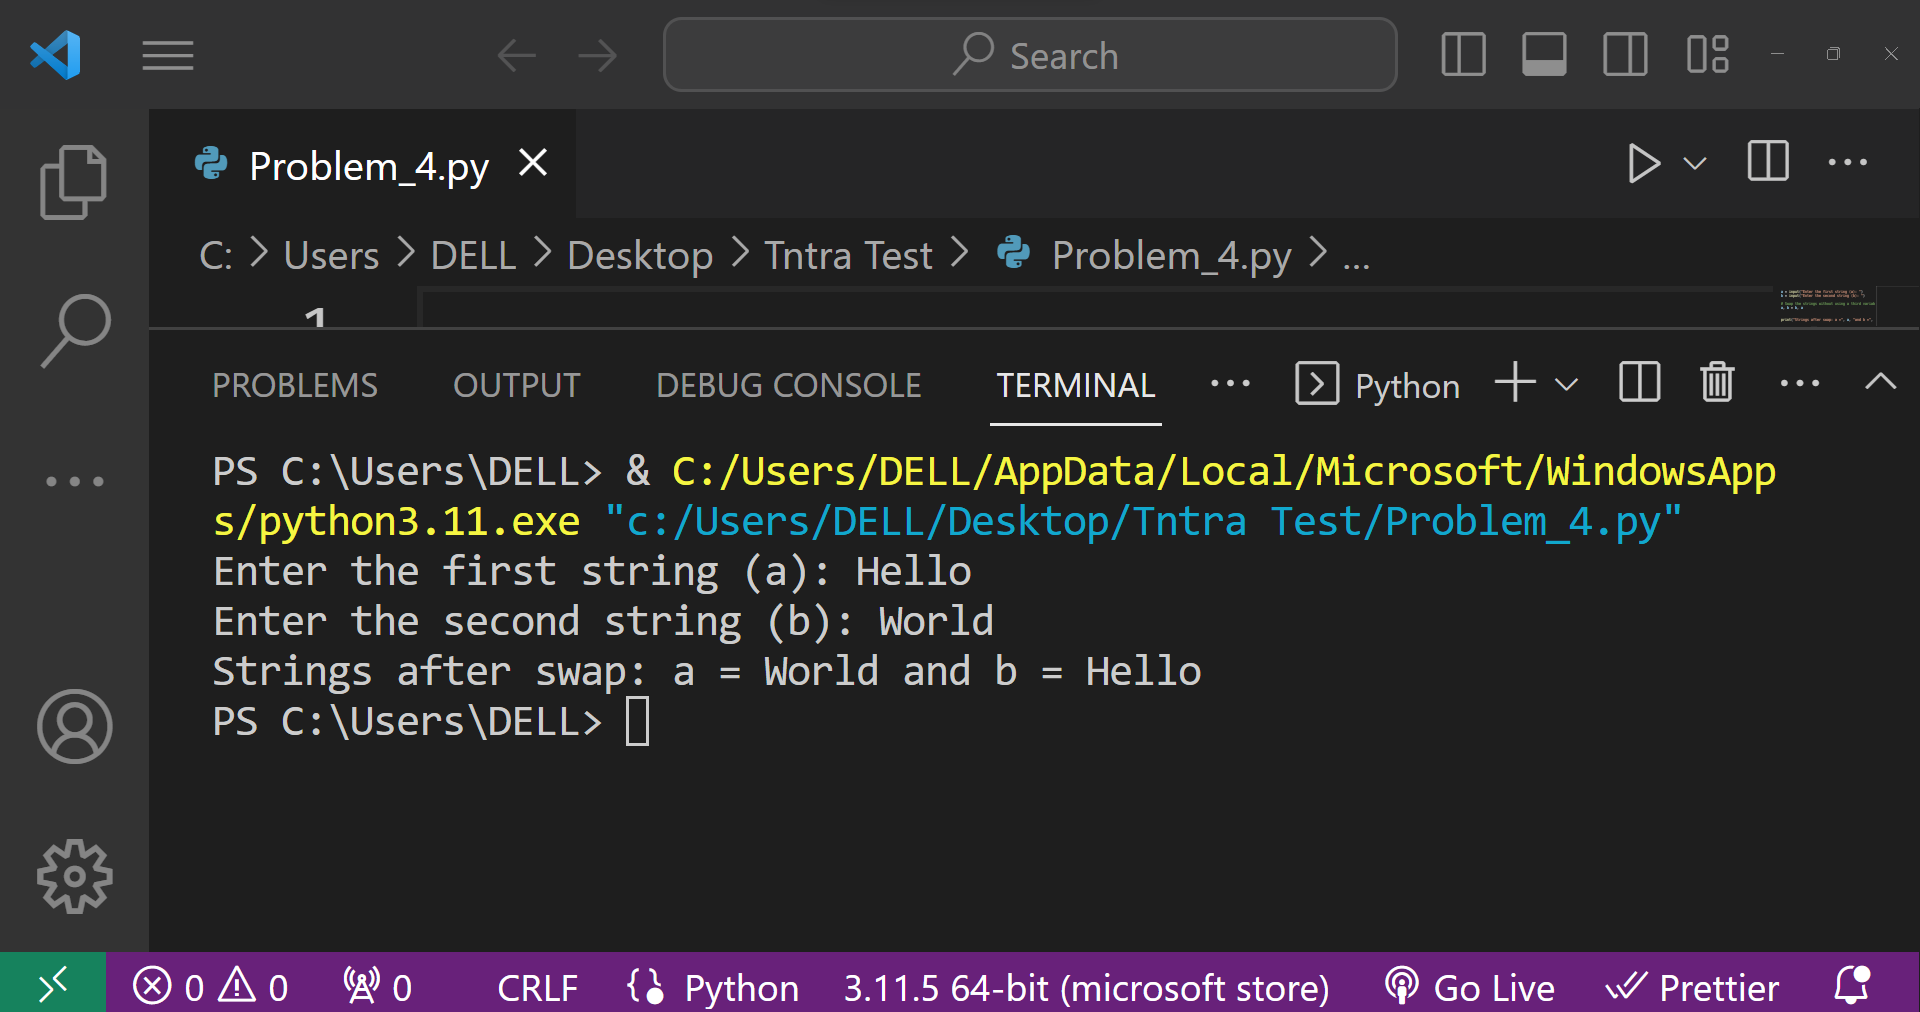 Search
Problem_4.py
C: > Users > DELL > Desktop > Tntra Test > Problem_4.py > ...
1
PROBLEMS OUTPUT DEBUG CONSOLE TERMINAL ... Python
PS C:\Users\DELL> & C:/Users/DELL/AppData/Local/Microsoft/WindowsApp
s/python3.11.exe "c:/Users/DELL/Desktop/Tntra Test/Problem_4.py"
Enter the first string (a): Hello
Enter the second string (b): World
Strings after swap: a = World and b = Hello
PS C:\Users\DELL>
0 0 0 CRLF Python 3.11.5 64-bit (microsoft store) Go Live Prettier